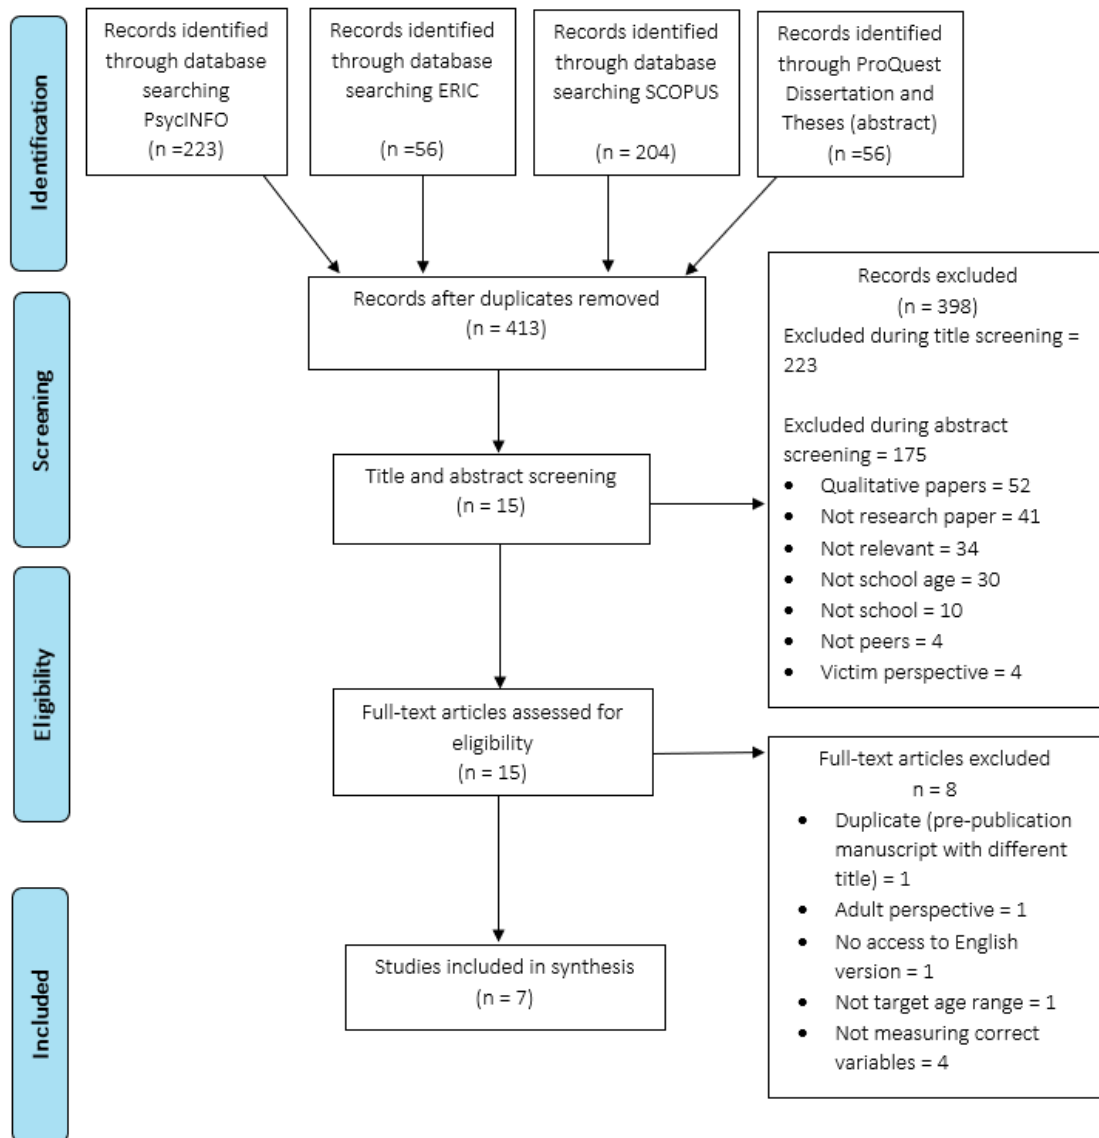 Identification
Records identified
through database
searching
PsycINFO
(n =223)
Records identified
through database
searching ERIC
(n =56)
Records identified
through database
searching SCOPUS
(n = 204)
Records identified
through ProQuest
Dissertation and
Theses (abstract)
(n =56)
Screening
Records after duplicates removed
(n = 413)
Title and abstract screening
(n = 15)
Records excluded
(n = 398)
Excluded during title screening =
223
Excluded during abstract
screening = 175
• Qualitative papers = 52
• Not research paper = 41
• Not relevant = 34
• Not school age = 30
• Not school = 10
• Not peers = 4
• Victim perspective = 4
Eligibility
Full-text articles assessed for
eligibility
(n = 15)
Full-text articles excluded
n = 8
• Duplicate (pre-publication
manuscript with different
title) = 1
• Adult perspective = 1
• No access to English
version = 1
• Not target age range = 1
• Not measuring correct
variables = 4
Included
Studies included in synthesis
(n = 7)